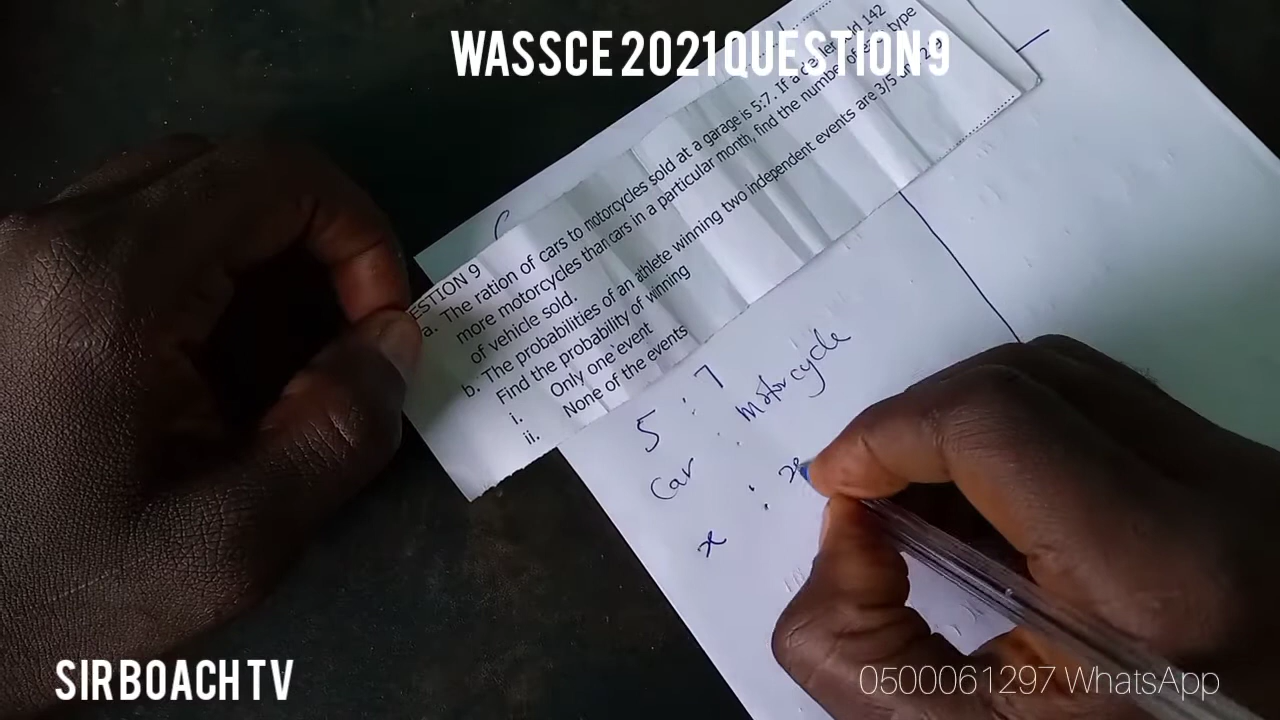 WASSCE 2021 QUESTION 9
ESTION 9
a. The ration of cars to motorcycles sold at a garage is 5:7. If a dealer sold 142
more motorcycles than cars in a particular month, find the number of each type
of vehicle sold.
b. The probabilities of an athlete winning two independent events are 3/5 and
Find the probability of winning
i. Only one event
ii. None of the events
5 : 7
Car : motorcycle
x : x
SIR BOACH TV
0500061297 WhatsApp